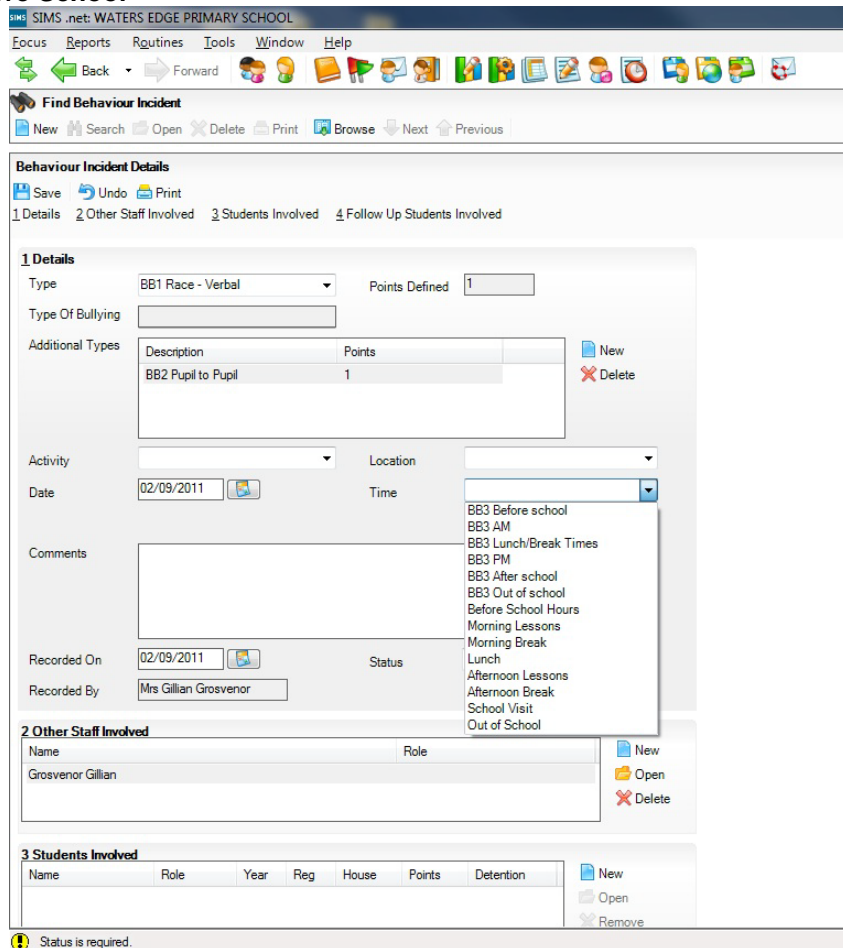 SIMS SIMS .net: WATERS EDGE PRIMARY SCHOOL
Focus Reports Routines Tools Window Help
Back Forward
Find Behaviour Incident
New Search Open Delete Print Browse Next Previous
Behaviour Incident Details
Save Undo Print
1 Details 2 Other Staff Involved 3 Students Involved 4 Follow Up Students Involved
1 Details
Type BB1 Race - Verbal Points Defined 1
Type Of Bullying
Additional Types Description Points New
BB2 Pupil to Pupil 1 Delete
Activity Location
Date 02/09/2011 Time
BB3 Before school
BB3 AM
BB3 Lunch/Break Times
Comments
BB3 PM
BB3 After school
BB3 Out of school
Before School Hours
Morning Lessons
Morning Break
Recorded On 02/09/2011 Status Lunch
Afternoon Lessons
Recorded By Mrs Gillian Grosvenor Afternoon Break
School Visit
Out of School
2 Other Staff Involved
Name Role New
Grosvenor Gillian Open
Delete
3 Students Involved
Name Role Year Reg House Points Detention New
Open
Remove
Status is required.